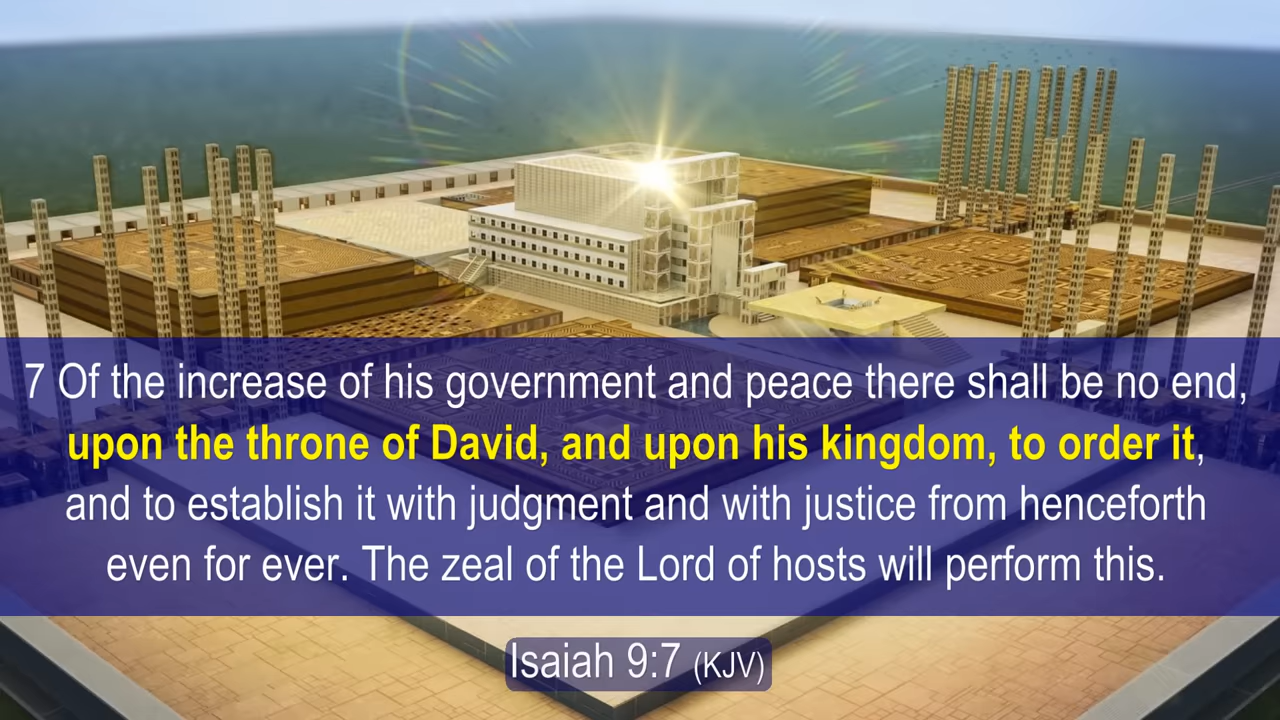 7 Of the increase of his government and peace there shall be no end,
upon the throne of David, and upon his kingdom, to order it,
and to establish it with judgment and with justice from henceforth
even for ever. The zeal of the Lord of hosts will perform this.
Isaiah 9:7 (KJV)